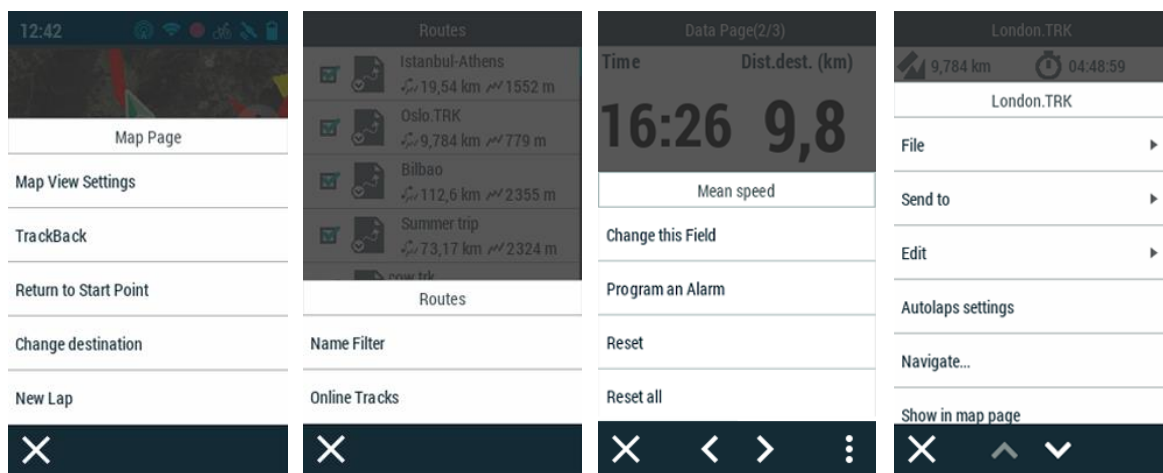 12:42
Map Page
Map View Settings
TrackBack
Return to Start Point
Change destination
New Lap
Routes
Istanbul-Athens
19,54 km 1552 m
Oslo.TRK
9,784 km 779 m
Bilbao
112,6 km 2355 m
Summer trip
73,17 km 2324 m
cow.trk
Routes
Name Filter
Online Tracks
Data Page(2/3)
Time Dist.dest. (km)
16:26 9,8
Mean speed
Change this Field
Program an Alarm
Reset
Reset all
London.TRK
9,784 km 04:48:59
London.TRK
File
Send to
Edit
Autolaps settings
Navigate...
Show in map page